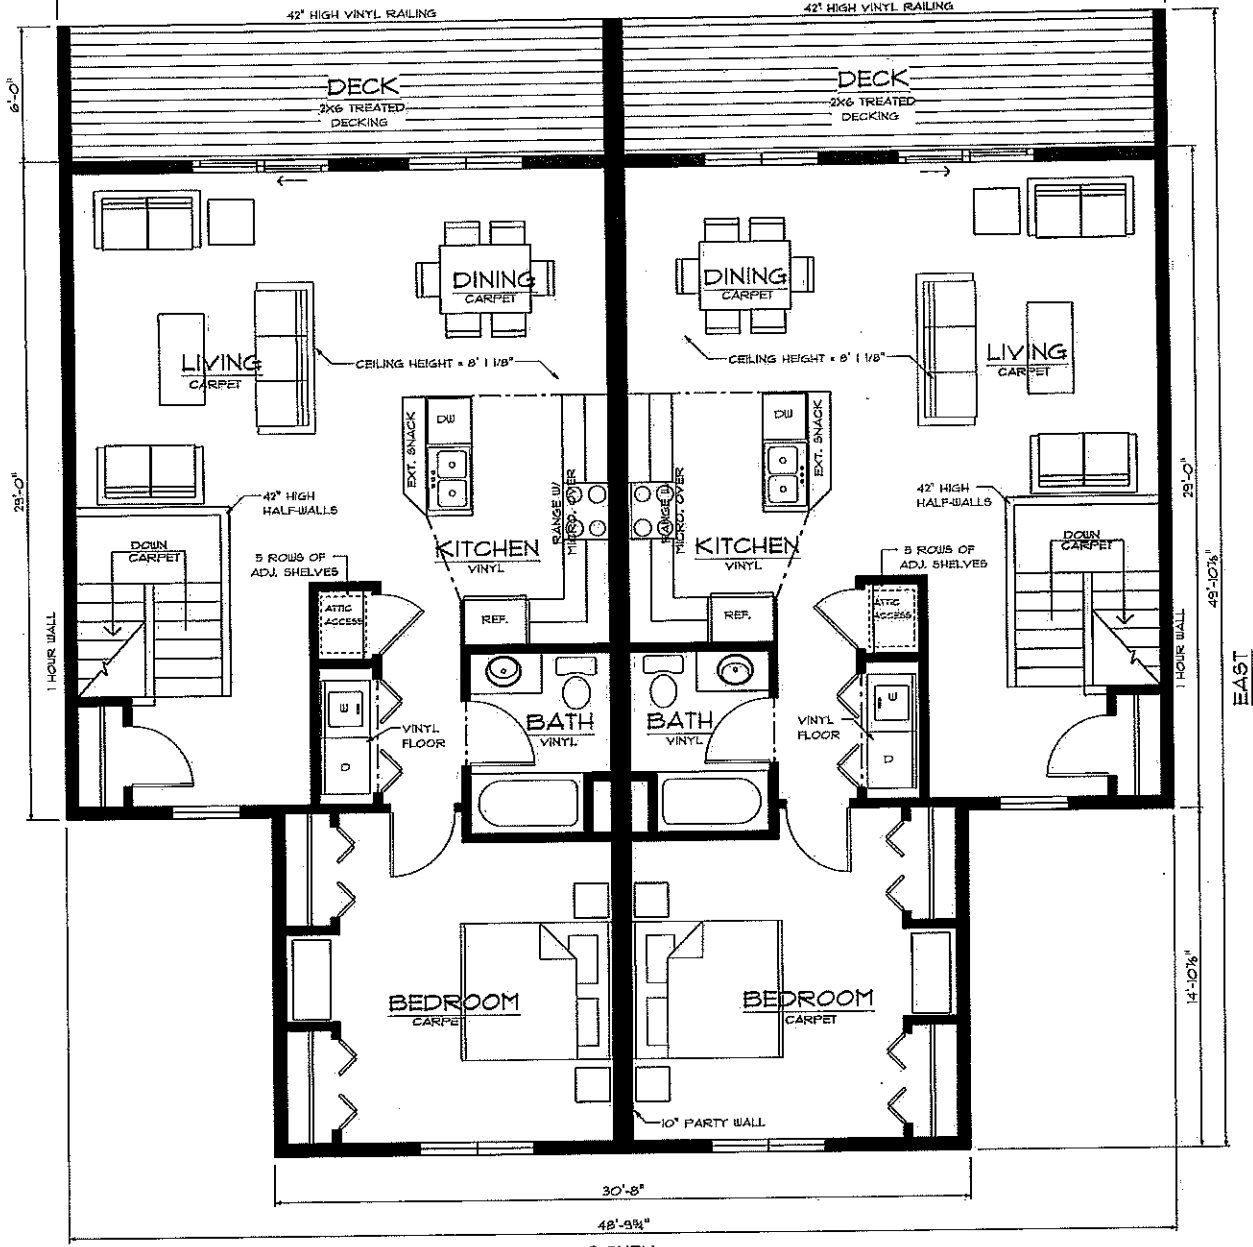 42" HIGH VINYL RAILING
42" HIGH VINYL RAILING
6'-0"
DECK
2X6 TREATED
DECKING
DECK
2X6 TREATED
DECKING
DINING
CARPET
DINING
CARPET
LIVING
CARPET
CEILING HEIGHT = 8' 1 1/8"
CEILING HEIGHT = 8' 1 1/8"
LIVING
CARPET
EXT. SNACK
DW
DW
EXT. SNACK
29'-0"
42" HIGH
HALF-WALLS
RANGE W/
MICRO. OVER
RANGE W/
MICRO. OVER
42" HIGH
HALF-WALLS
29'-0"
DOWN
CARPET
5 ROWS OF
ADJ. SHELVES
KITCHEN
VINYL
KITCHEN
VINYL
5 ROWS OF
ADJ. SHELVES
DOWN
CARPET
49'-10⅞"
ATTIC
ACCESS
REF.
REF.
ATTIC
ACCESS
1 HOUR WALL
1 HOUR WALL
EAST
W
VINYL
FLOOR
D
BATH
VINYL
BATH
VINYL
VINYL
FLOOR
W
D
BEDROOM
CARPET
BEDROOM
CARPET
14'-10⅞"
10" PARTY WALL
30'-8"
48'-9¾"